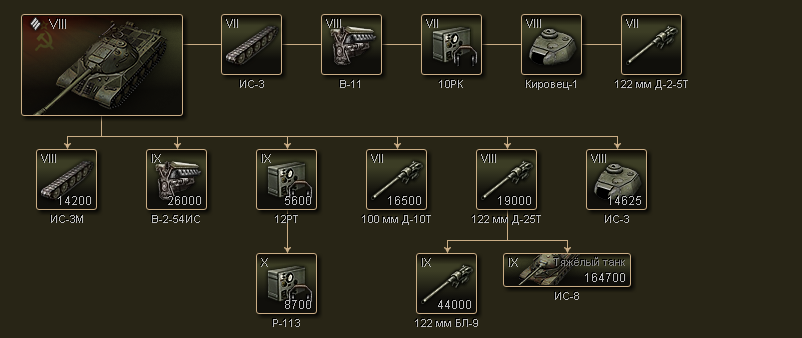 VIII
VII
VIII
VII
VIII
VII
ИС-3
В-11
10РК
Кировец-1
122 мм Д-2-5Т
VIII
IX
IX
VII
VIII
VIII
14200
26000
5600
16500
19000
14625
ИС-3М
В-2-54ИС
12РТ
100 мм Д-10Т
122 мм Д-25Т
ИС-3
X
IX
IX Тяжёлый танк
8700
44000
164700
Р-113
122 мм БЛ-9
ИС-8